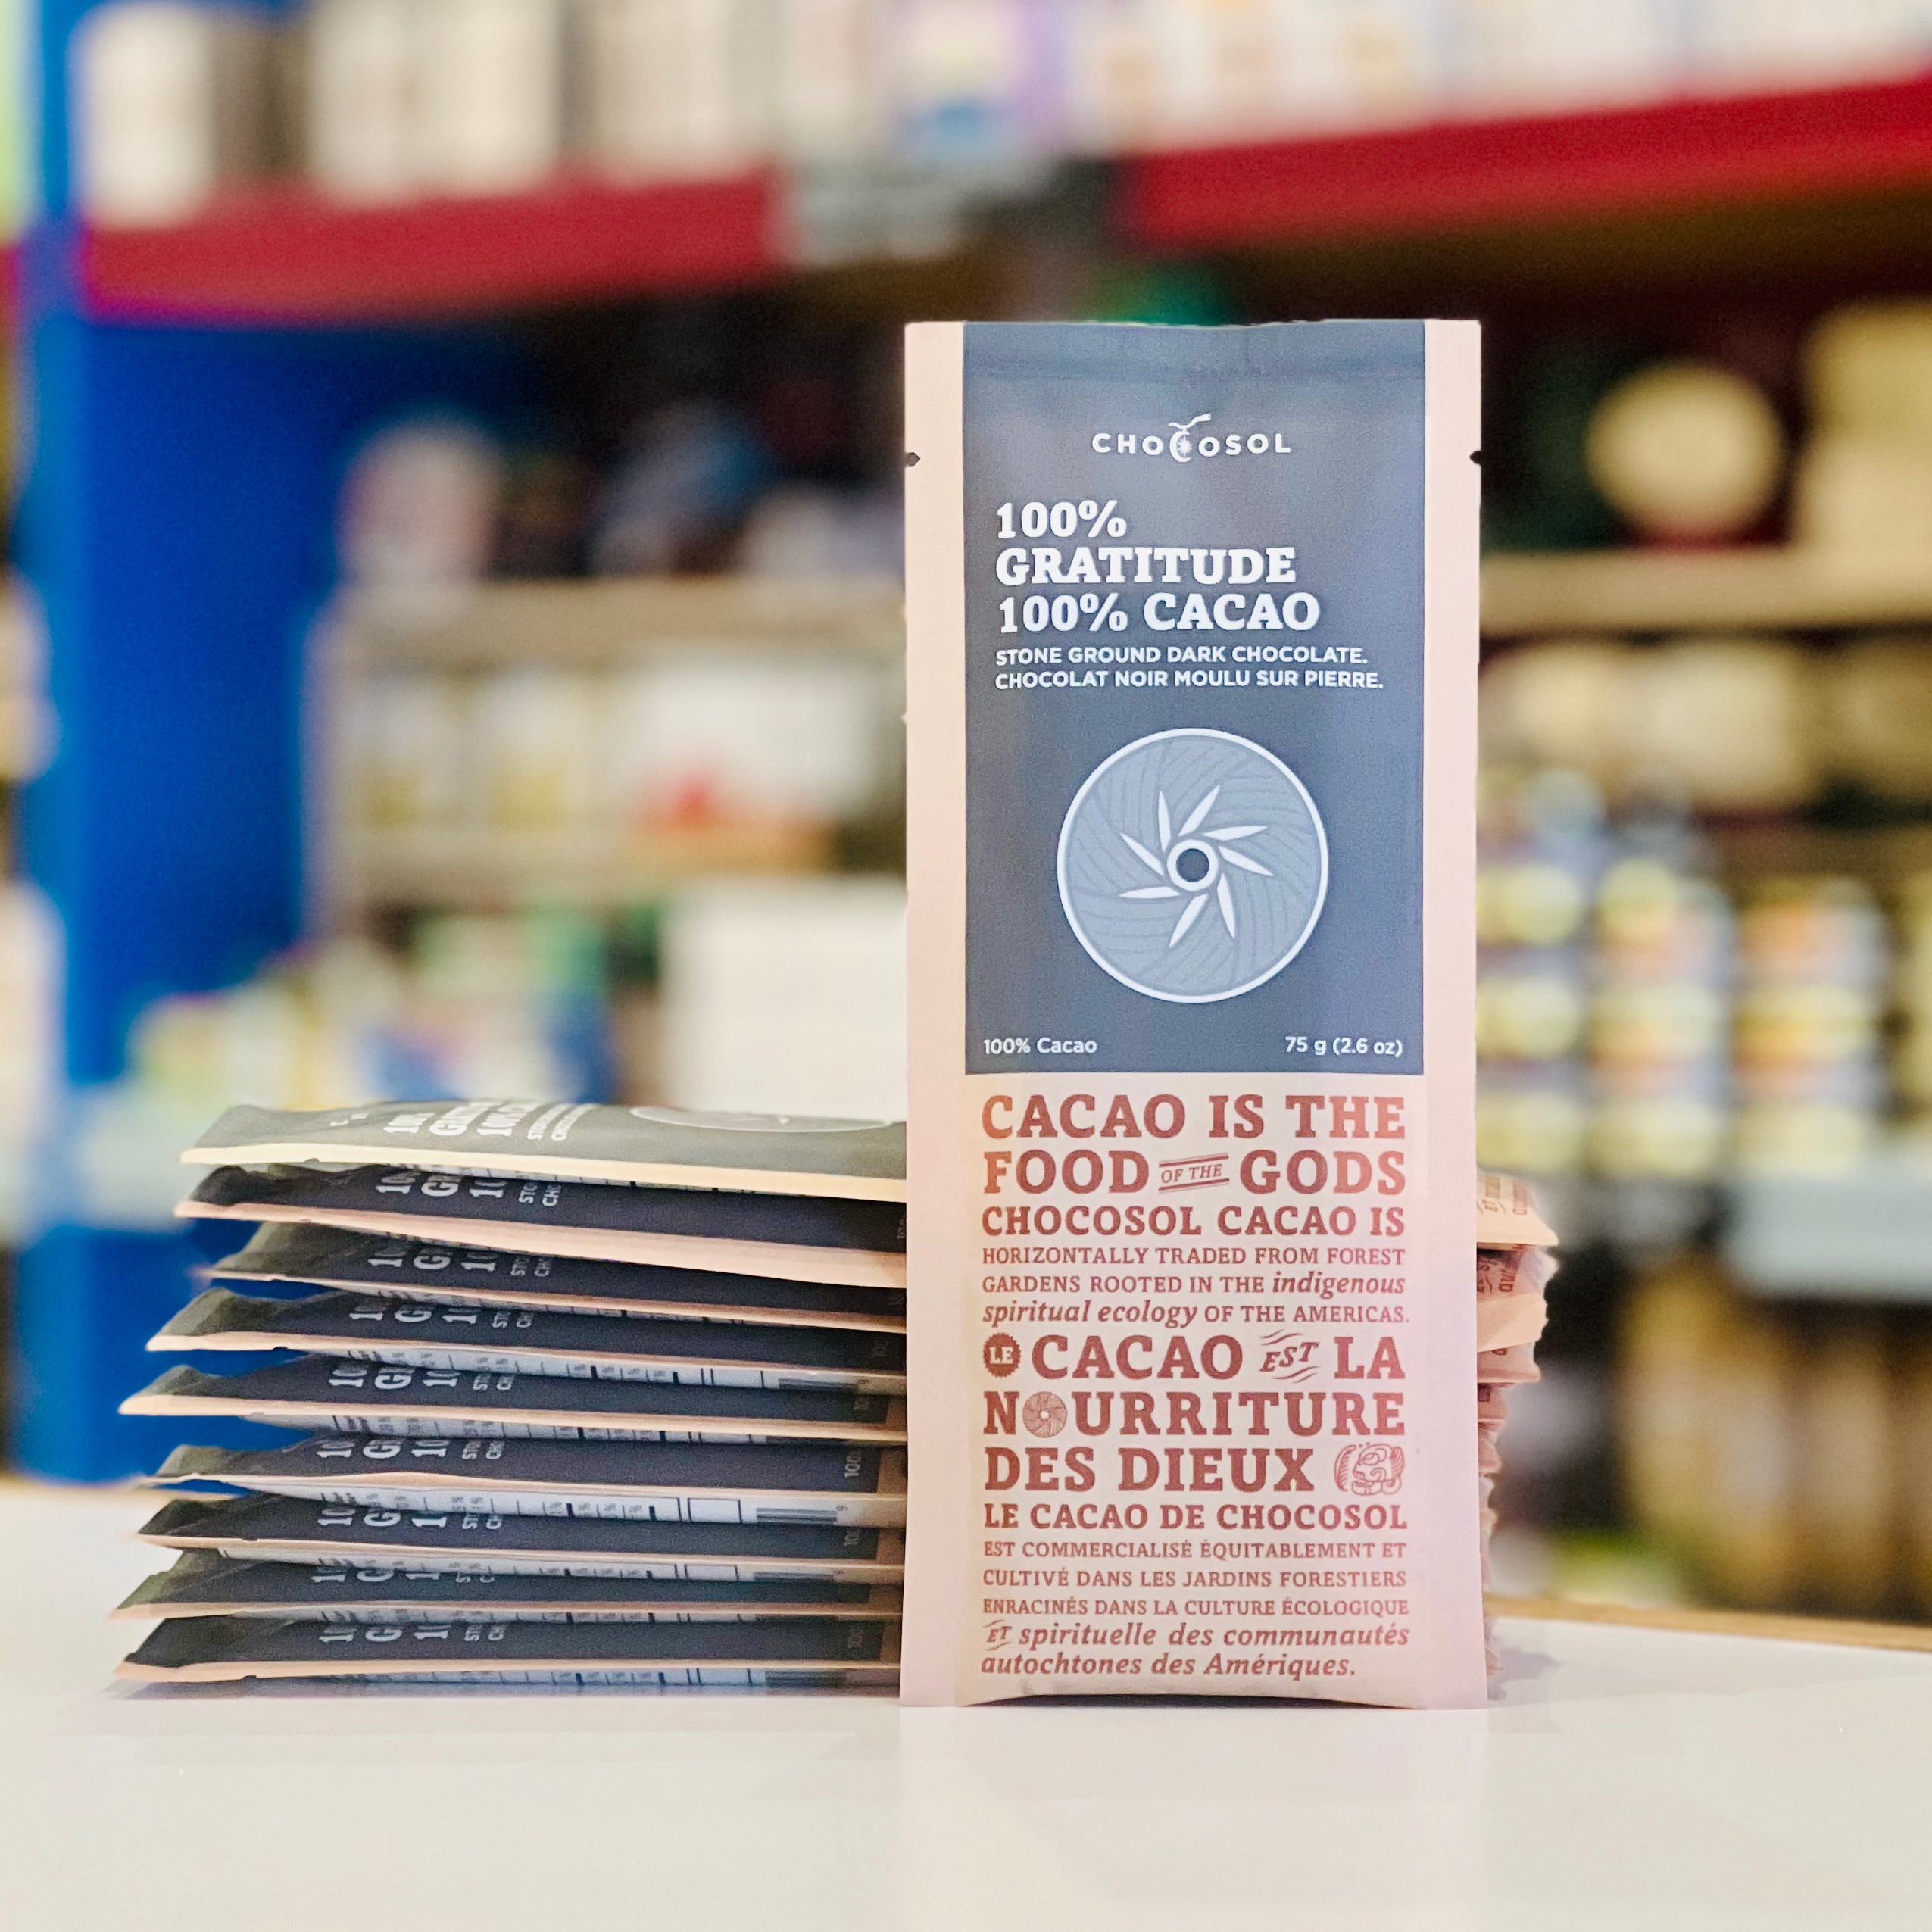 CHOCOSOL
100%
GRATITUDE
100% CACAO
STONE GROUND DARK CHOCOLATE.
CHOCOLAT NOIR MOULU SUR PIERRE.
100% Cacao 75 g (2.6 oz)
CACAO IS THE
FOOD OF THE GODS
CHOCOSOL CACAO IS
HORIZONTALLY TRADED FROM FOREST
GARDENS ROOTED IN THE indigenous
spiritual ecology OF THE AMERICAS.
LE CACAO EST LA
NOURRITURE
DES DIEUX
LE CACAO DE CHOCOSOL
EST COMMERCIALISÉ ÉQUITABLEMENT ET
CULTIVÉ DANS LES JARDINS FORESTIERS
ENRACINÉS DANS LA CULTURE ÉCOLOGIQUE
ET spirituelle des communautés
autochtones des Amériques.